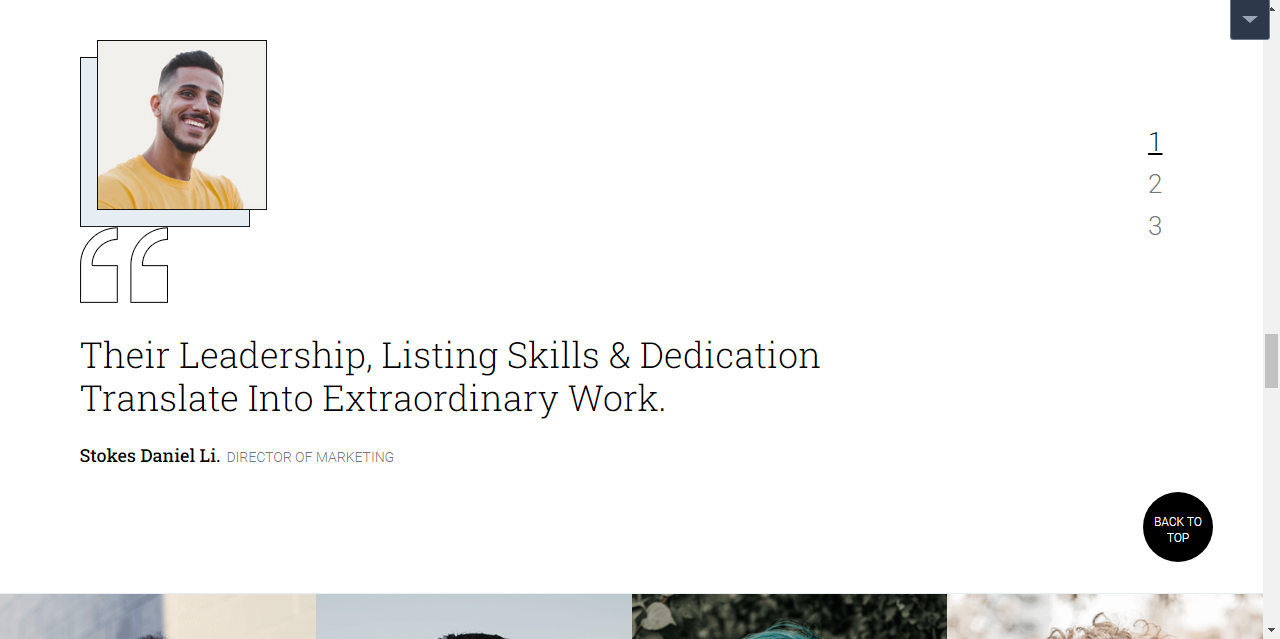 1
2
3
Their Leadership, Listing Skills & Dedication
Translate Into Extraordinary Work.
Stokes Daniel Li. DIRECTOR OF MARKETING
BACK TO
TOP